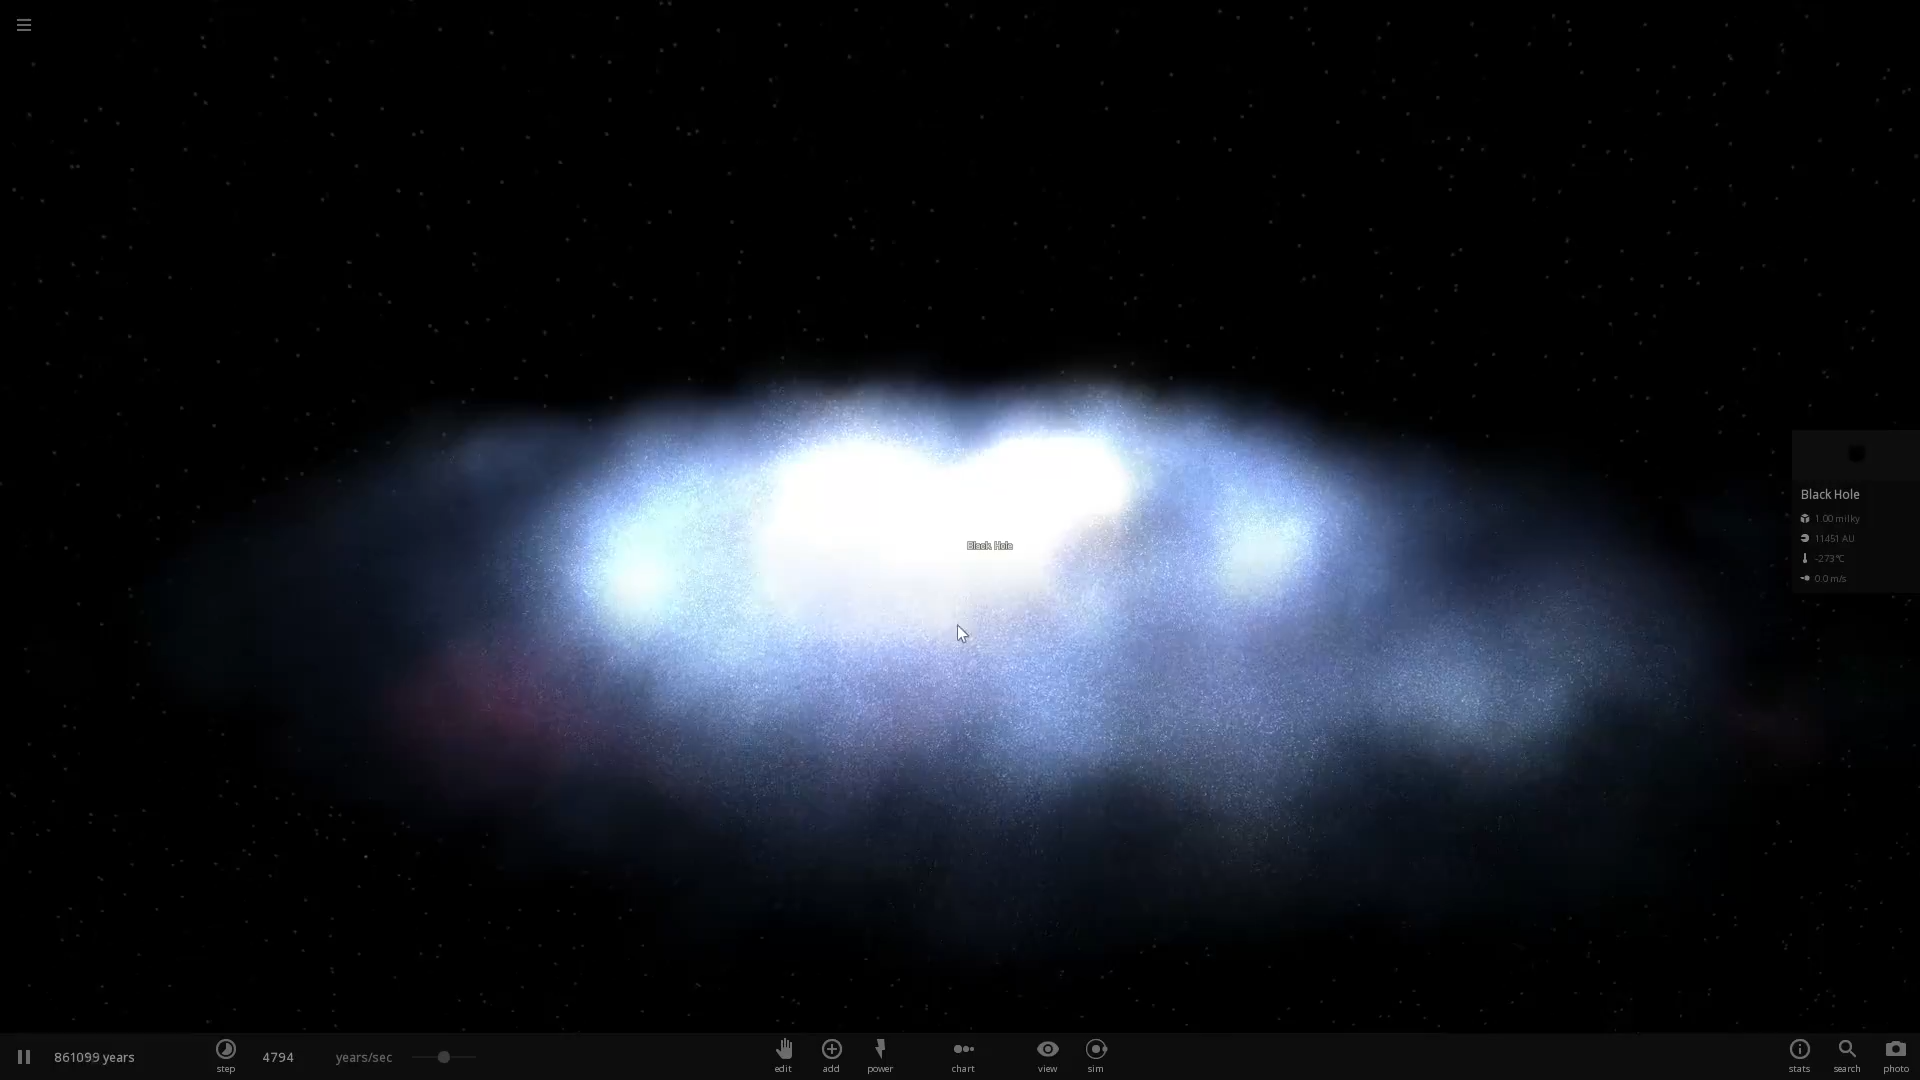 Black Hole
Black Hole
1.00 milky
11451 AU
-273°C
0.0 m/s
861099 years
step
4794
years/sec
edit
add
power
chart
view
sim
stats
search
photo